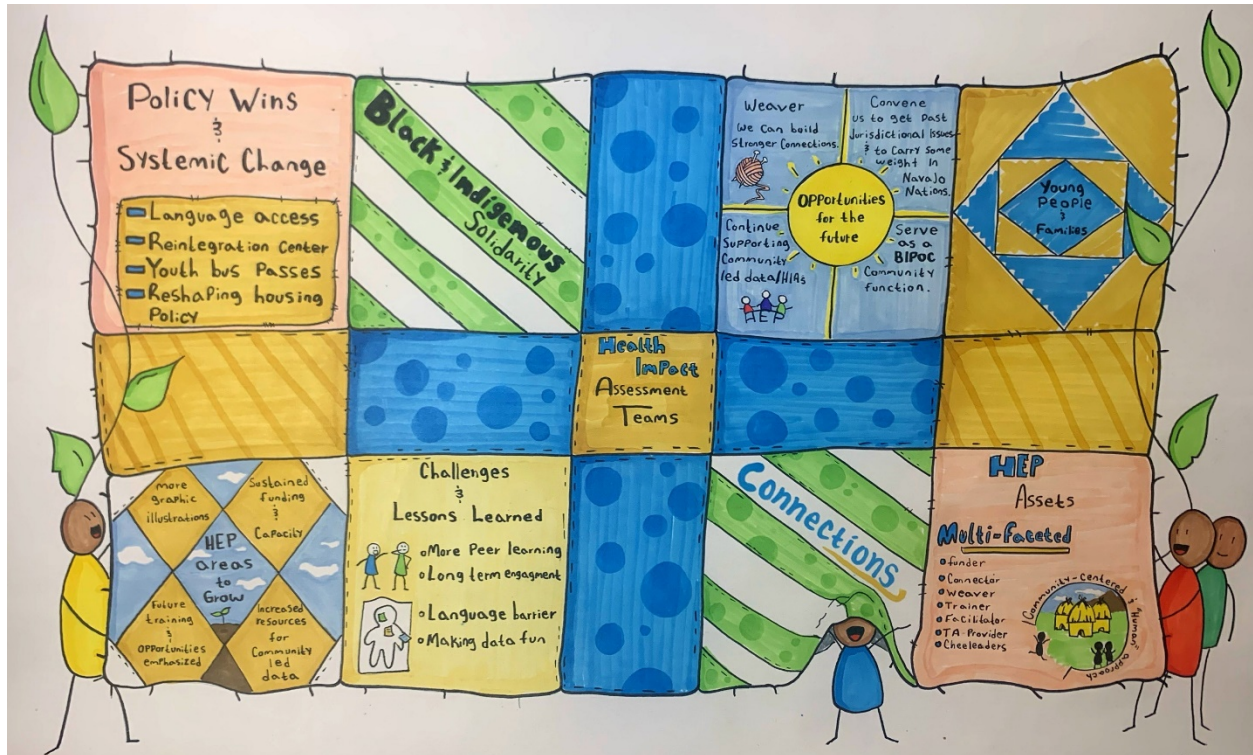 Policy Wins
&
Systemic Change
Language access
Reintegration Center
Youth bus Passes
Reshaping housing
Policy
Black & Indigenous
Solidarity
Weaver
We Can build
Stronger Connections.
Convene
us to get Past
Jurisdictional issues
& to Carry Some
weight In
Navajo
Nations.
OPPortunities
for the
future
Continue
Supporting
Community
led data/HIAs
HEP
Serve
as a
BIPOC
Community
function.
Young
People
&
Families
Health
Impact
Assessment
Teams
more
graphic
illustrations
Sustained
funding
&
Capacity
HEP
areas
to
Grow
Future
training
&
opportunities
emphasized
Increased
resources
for
Community
led
data
Challenges
&
Lessons Learned
More Peer learning
Long term engagment
Language barrier
Making data fun
Connections
HEP
Assets
Multi-Faceted
funder
Connector
Weaver
Trainer
Facilitator
TA-Provider
Cheeleaders
Community-Centered &
Human approach